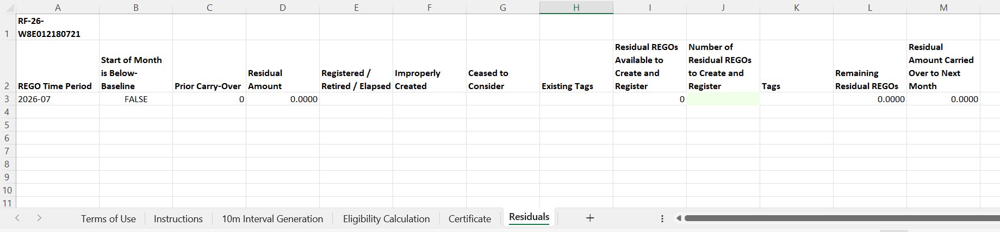 A B C D E F G H I J K L M
1 RF-26-
W8E012180721
2 REGO Time Period
Start of Month
is Below-
Baseline
Prior Carry-Over
Residual
Amount
Registered /
Retired / Elapsed
Improperly
Created
Ceased to
Consider
Existing Tags
Residual REGOs
Available to
Create and
Register
Number of
Residual REGOs
to Create and
Register
Tags
Remaining
Residual REGOs
Residual
Amount Carried
Over to Next
Month
3 2026-07 FALSE 0 0.0000 0 0.0000 0.0000
4
5
6
7
8
9
10
11
Terms of Use Instructions 10m Interval Generation Eligibility Calculation Certificate Residuals +